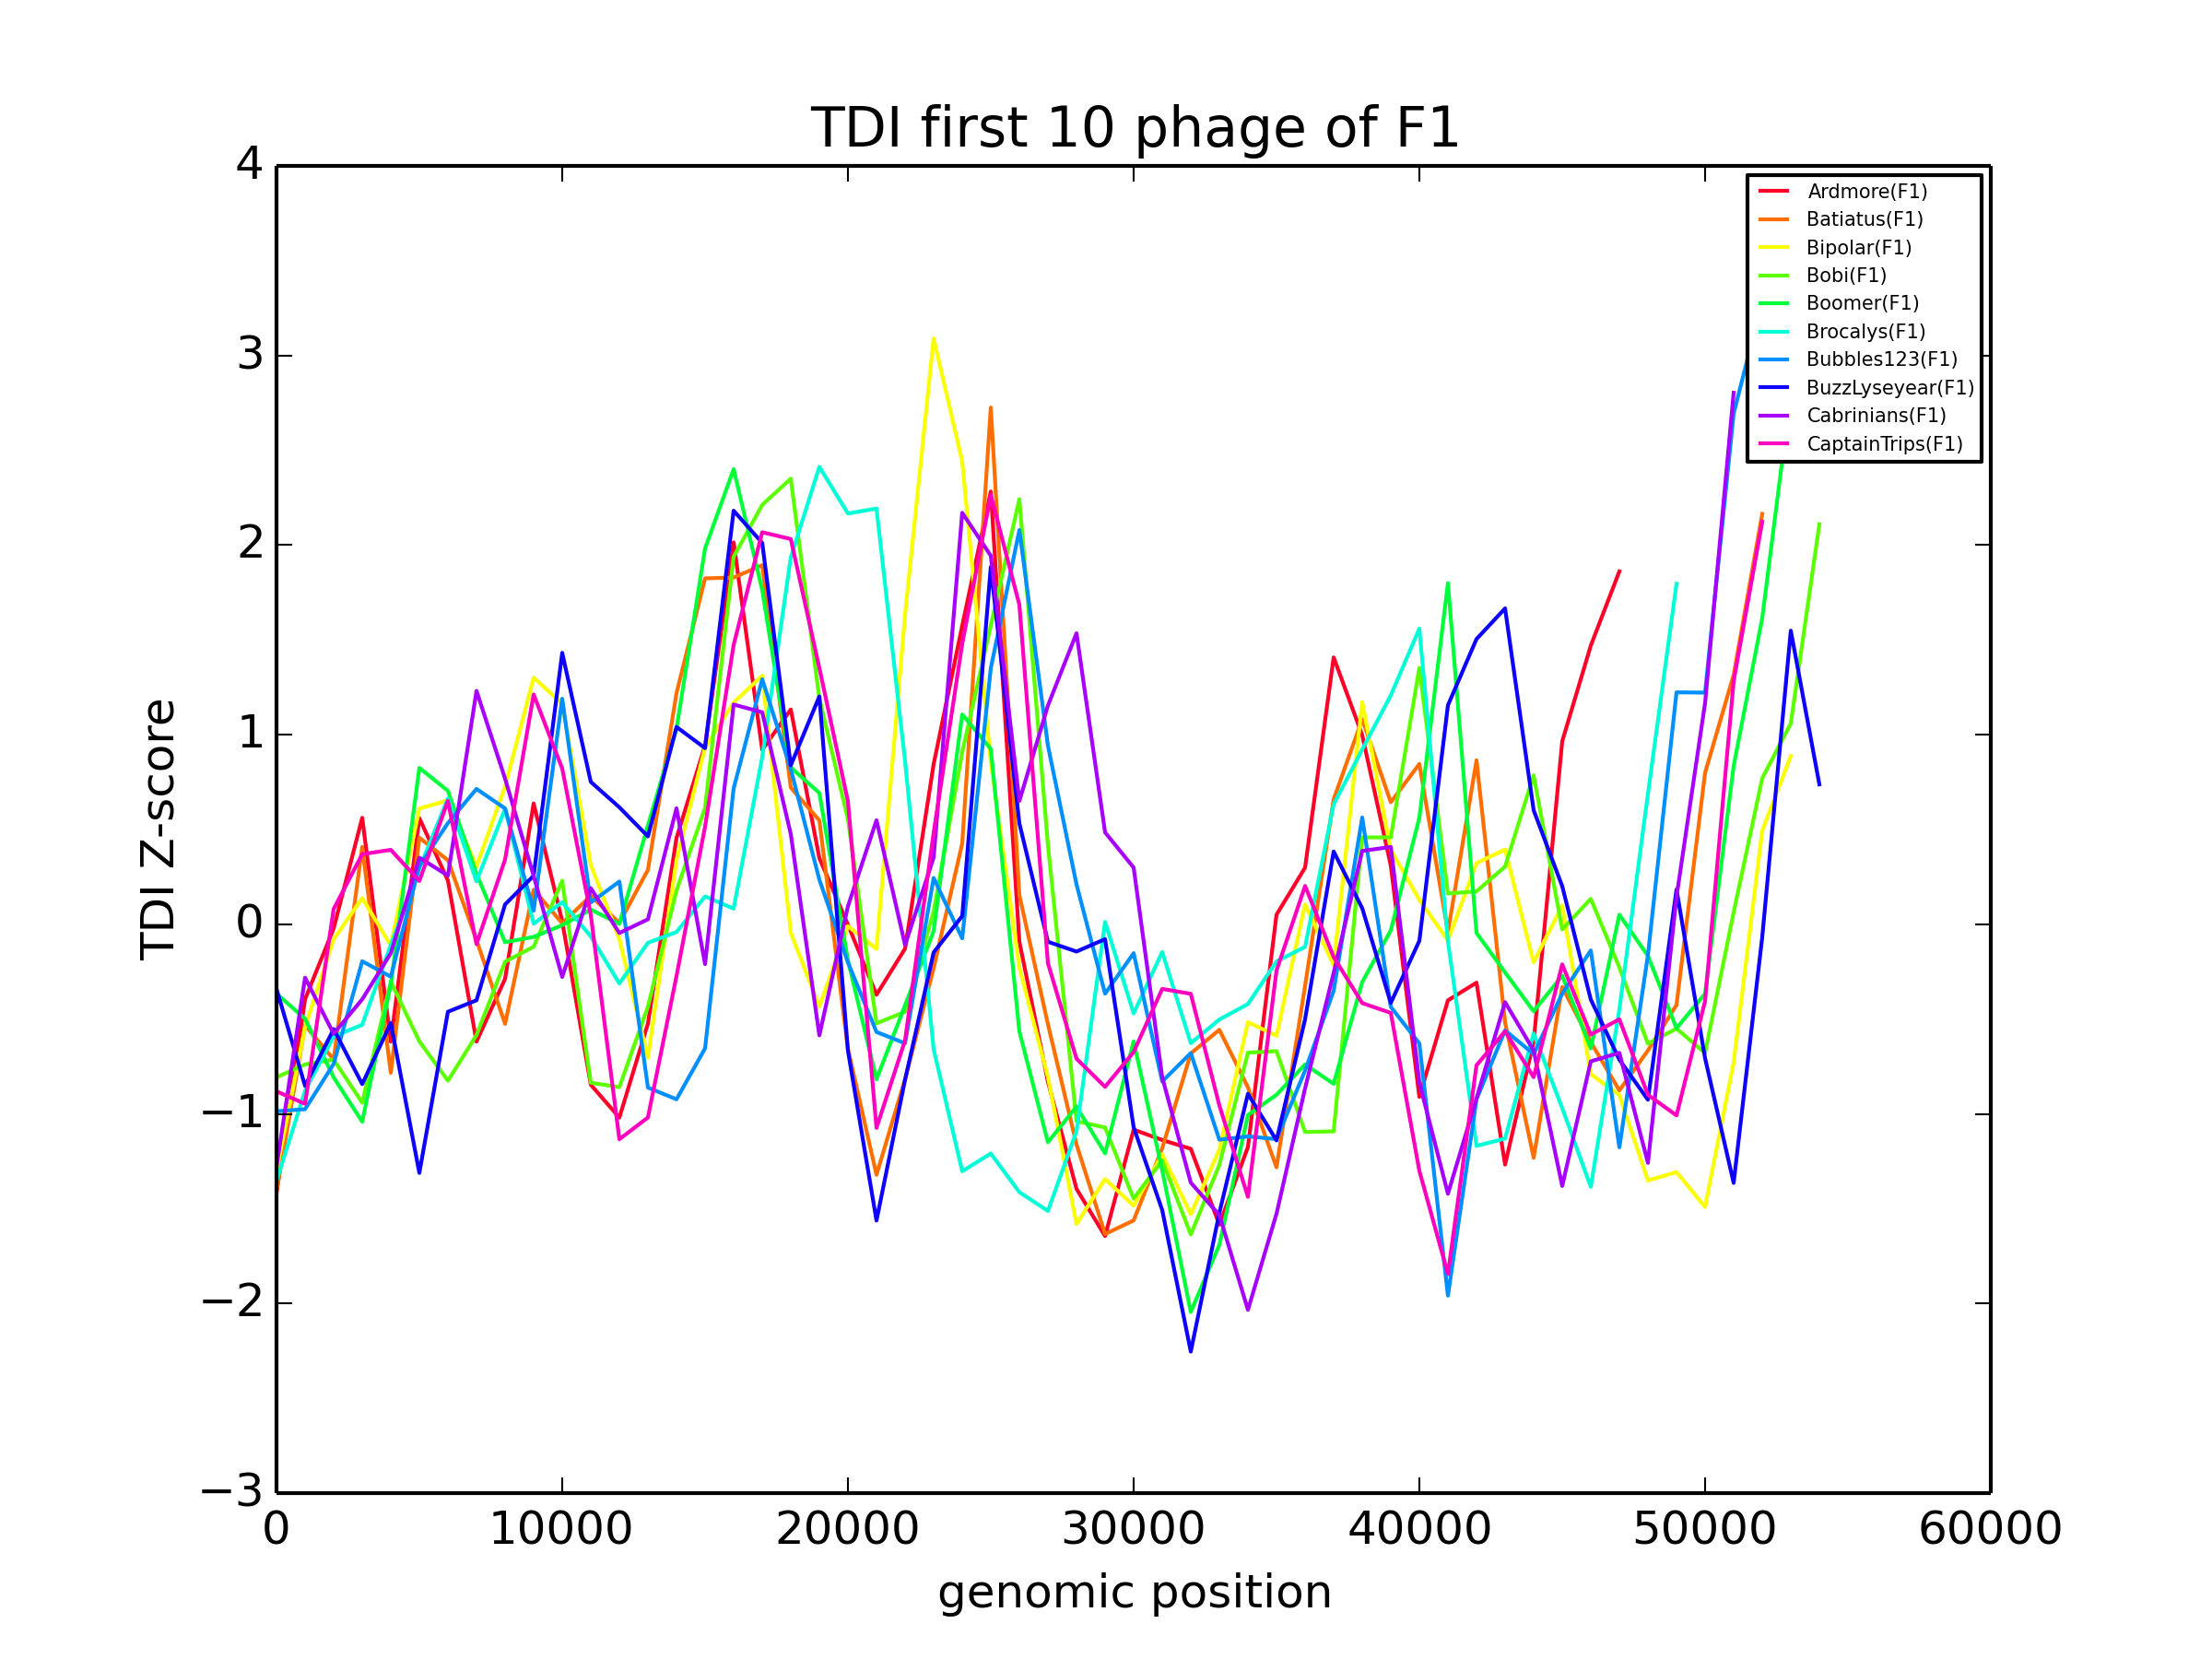 TDI first 10 phage of F1
4
3
2
1
0
−1
−2
−3
TDI Z-score
0 10000 20000 30000 40000 50000 60000
genomic position
Ardmore(F1)
Batiatus(F1)
Bipolar(F1)
Bobi(F1)
Boomer(F1)
Brocalys(F1)
Bubbles123(F1)
BuzzLyseyear(F1)
Cabrinians(F1)
CaptainTrips(F1)